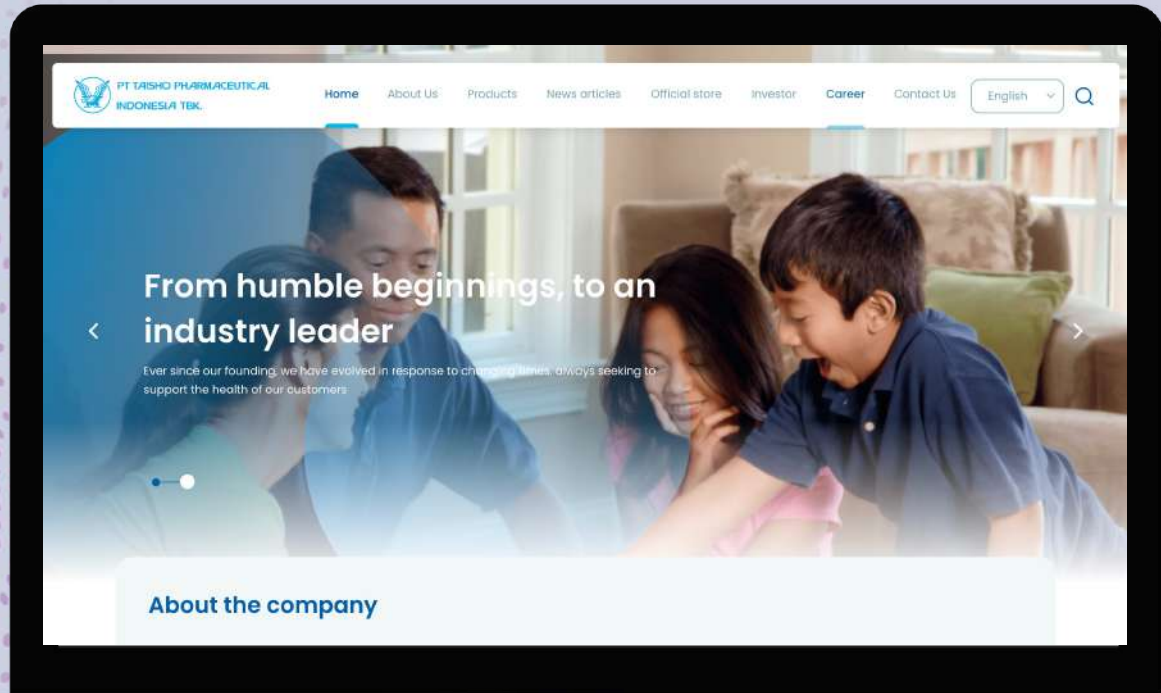 PT TAISHO PHARMACEUTICAL
INDONESIA TBK.
Home About Us Products News articles Official store Investor Career Contact Us English
From humble beginnings, to an
industry leader
Ever since our founding, we have evolved in response to changing times, always seeking to
support the health of our customers
About the company